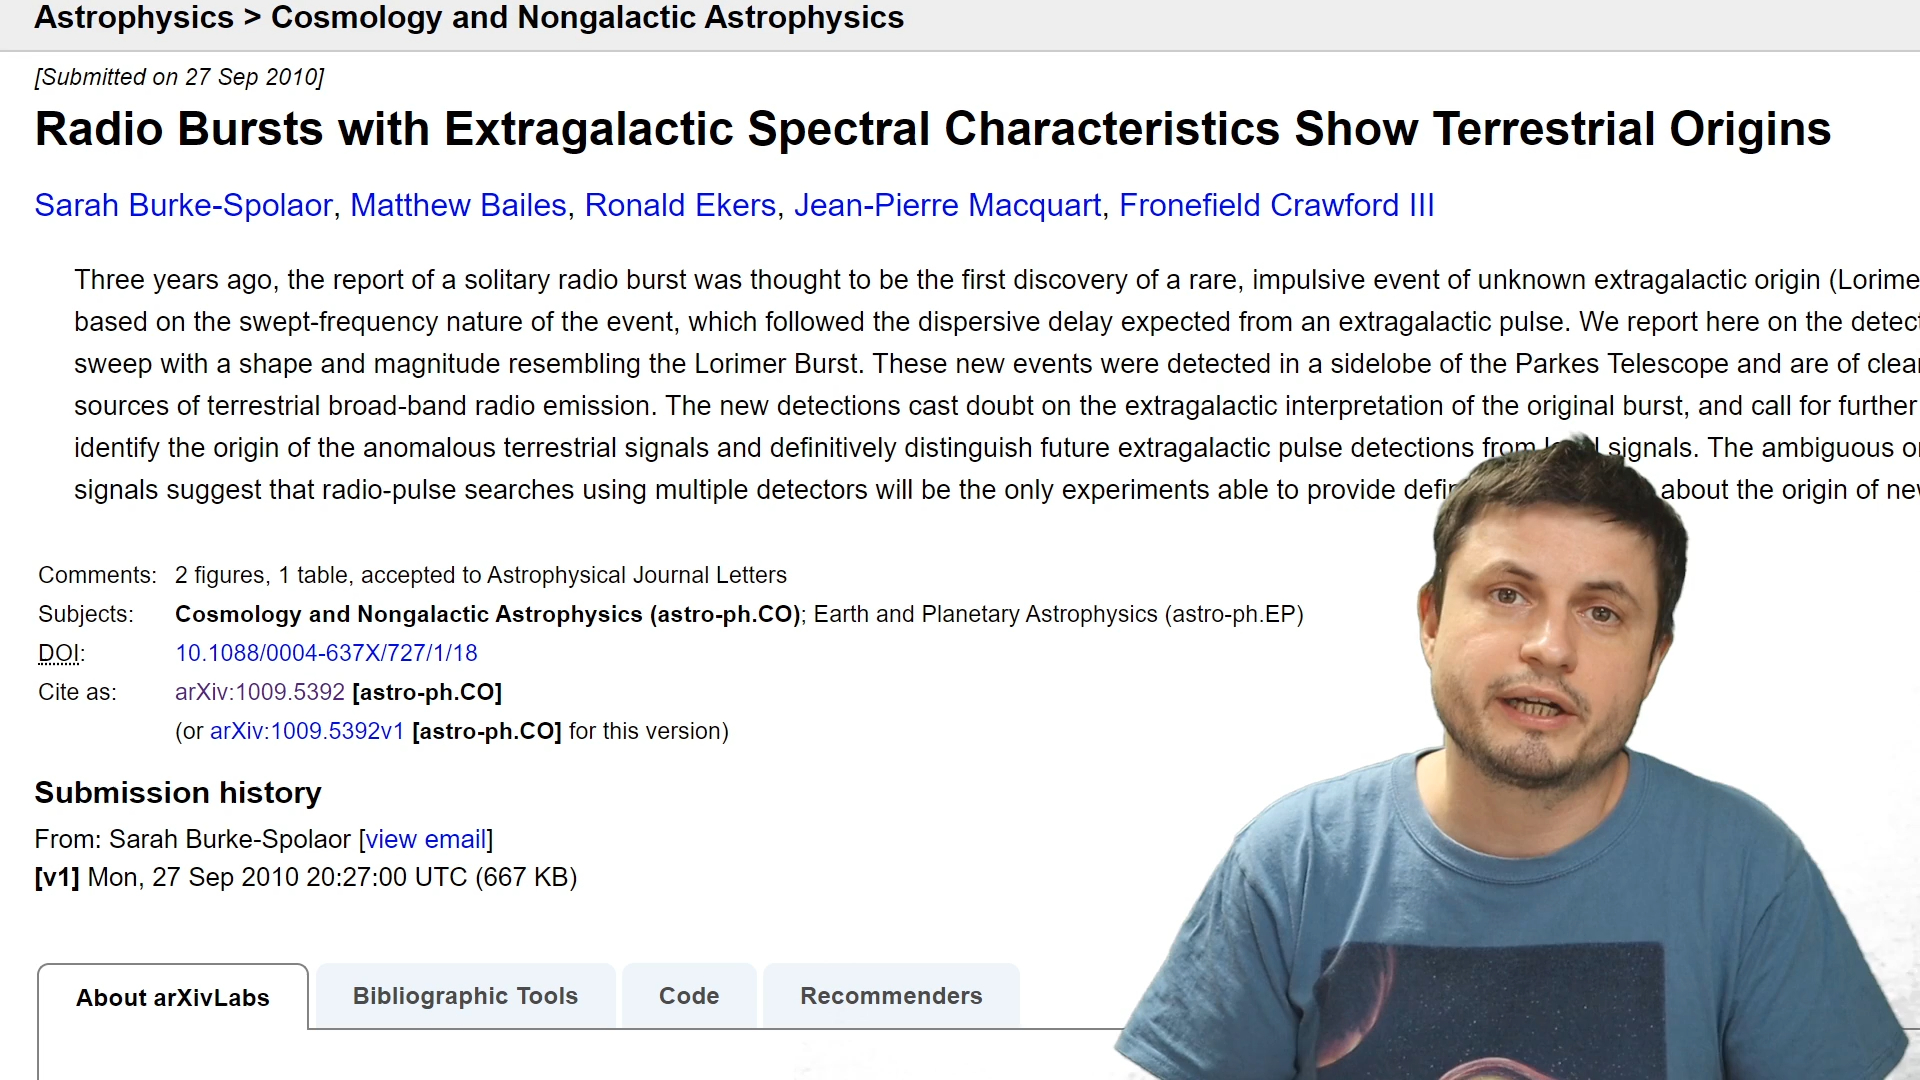 Astrophysics > Cosmology and Nongalactic Astrophysics
[Submitted on 27 Sep 2010]
Radio Bursts with Extragalactic Spectral Characteristics Show Terrestrial Origins
Sarah Burke-Spolaor, Matthew Bailes, Ronald Ekers, Jean-Pierre Macquart, Fronefield Crawford III
Three years ago, the report of a solitary radio burst was thought to be the first discovery of a rare, impulsive event of unknown extragalactic origin (Lorime
based on the swept-frequency nature of the event, which followed the dispersive delay expected from an extragalactic pulse. We report here on the detect
sweep with a shape and magnitude resembling the Lorimer Burst. These new events were detected in a sidelobe of the Parkes Telescope and are of clear
sources of terrestrial broad-band radio emission. The new detections cast doubt on the extragalactic interpretation of the original burst, and call for further
identify the origin of the anomalous terrestrial signals and definitively distinguish future extragalactic pulse detections from signals. The ambiguous o
signals suggest that radio-pulse searches using multiple detectors will be the only experiments able to provide defin about the origin of new
Comments: 2 figures, 1 table, accepted to Astrophysical Journal Letters
Subjects: Cosmology and Nongalactic Astrophysics (astro-ph.CO); Earth and Planetary Astrophysics (astro-ph.EP)
DOI: 10.1088/0004-637X/727/1/18
Cite as: arXiv:1009.5392 [astro-ph.CO]
(or arXiv:1009.5392v1 [astro-ph.CO] for this version)
Submission history
From: Sarah Burke-Spolaor [view email]
[v1] Mon, 27 Sep 2010 20:27:00 UTC (667 KB)
About arXivLabs Bibliographic Tools Code Recommenders